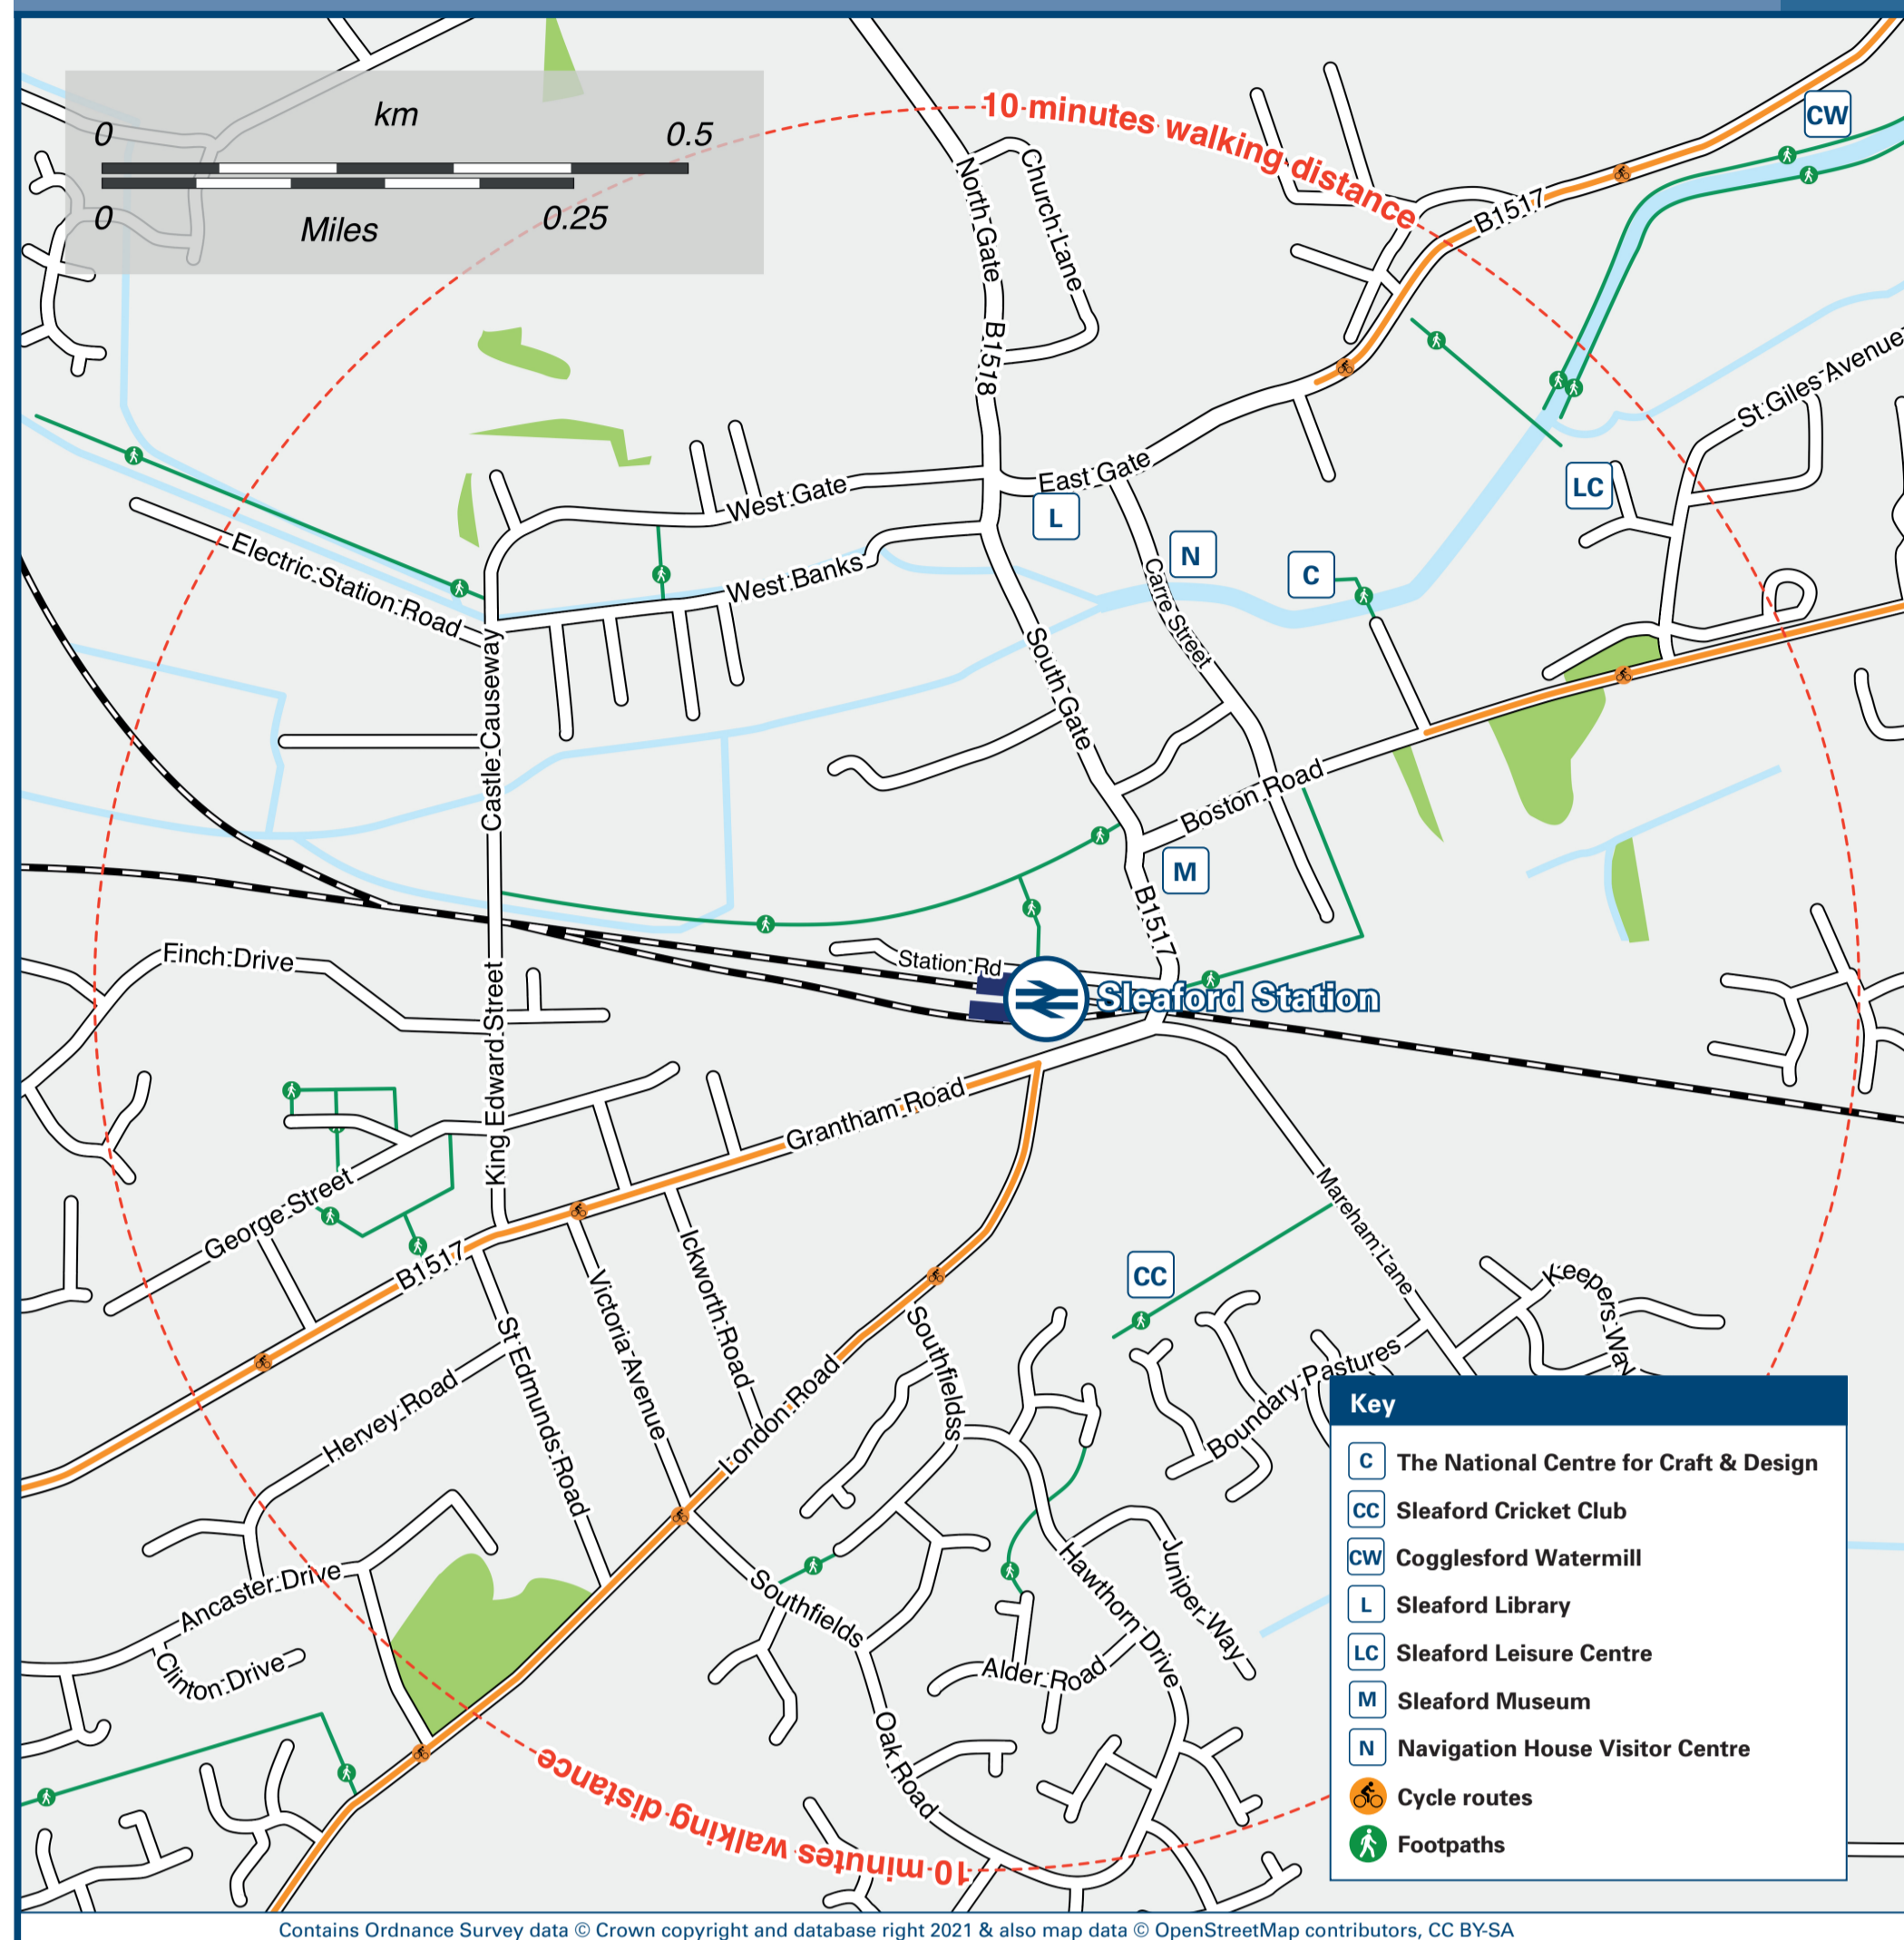 km
0 0.5
0 0.25
Miles
10 minutes walking distance
CW
North Gate
Church Lane
B1517
B1518
St Giles Avenue
East Gate
West Gate
L
LC
N
C
Electric Station Road
West Banks
Carre Street
South Gate
Castle Causeway
Boston Road
M
B1517
Finch Drive
Station Rd
Sleaford Station
King Edward Street
Grantham Road
George Street
B1517
Mareham Lane
CC
Keepers Way
Ickworth Road
Victoria Avenue
St Edmunds Road
Southfieldss
Hervey Road
London Road
Boundary Pastures
Ancaster Drive
Clinton Drive
Southfields
Hawthorn Drive
Juniper Way
Alder Road
Oak Road
10 minutes walking distance
Key
C The National Centre for Craft & Design
CC Sleaford Cricket Club
CW Cogglesford Watermill
L Sleaford Library
LC Sleaford Leisure Centre
M Sleaford Museum
N Navigation House Visitor Centre
Cycle routes
Footpaths
Contains Ordnance Survey data © Crown copyright and database right 2021 & also map data © OpenStreetMap contributors, CC BY-SA